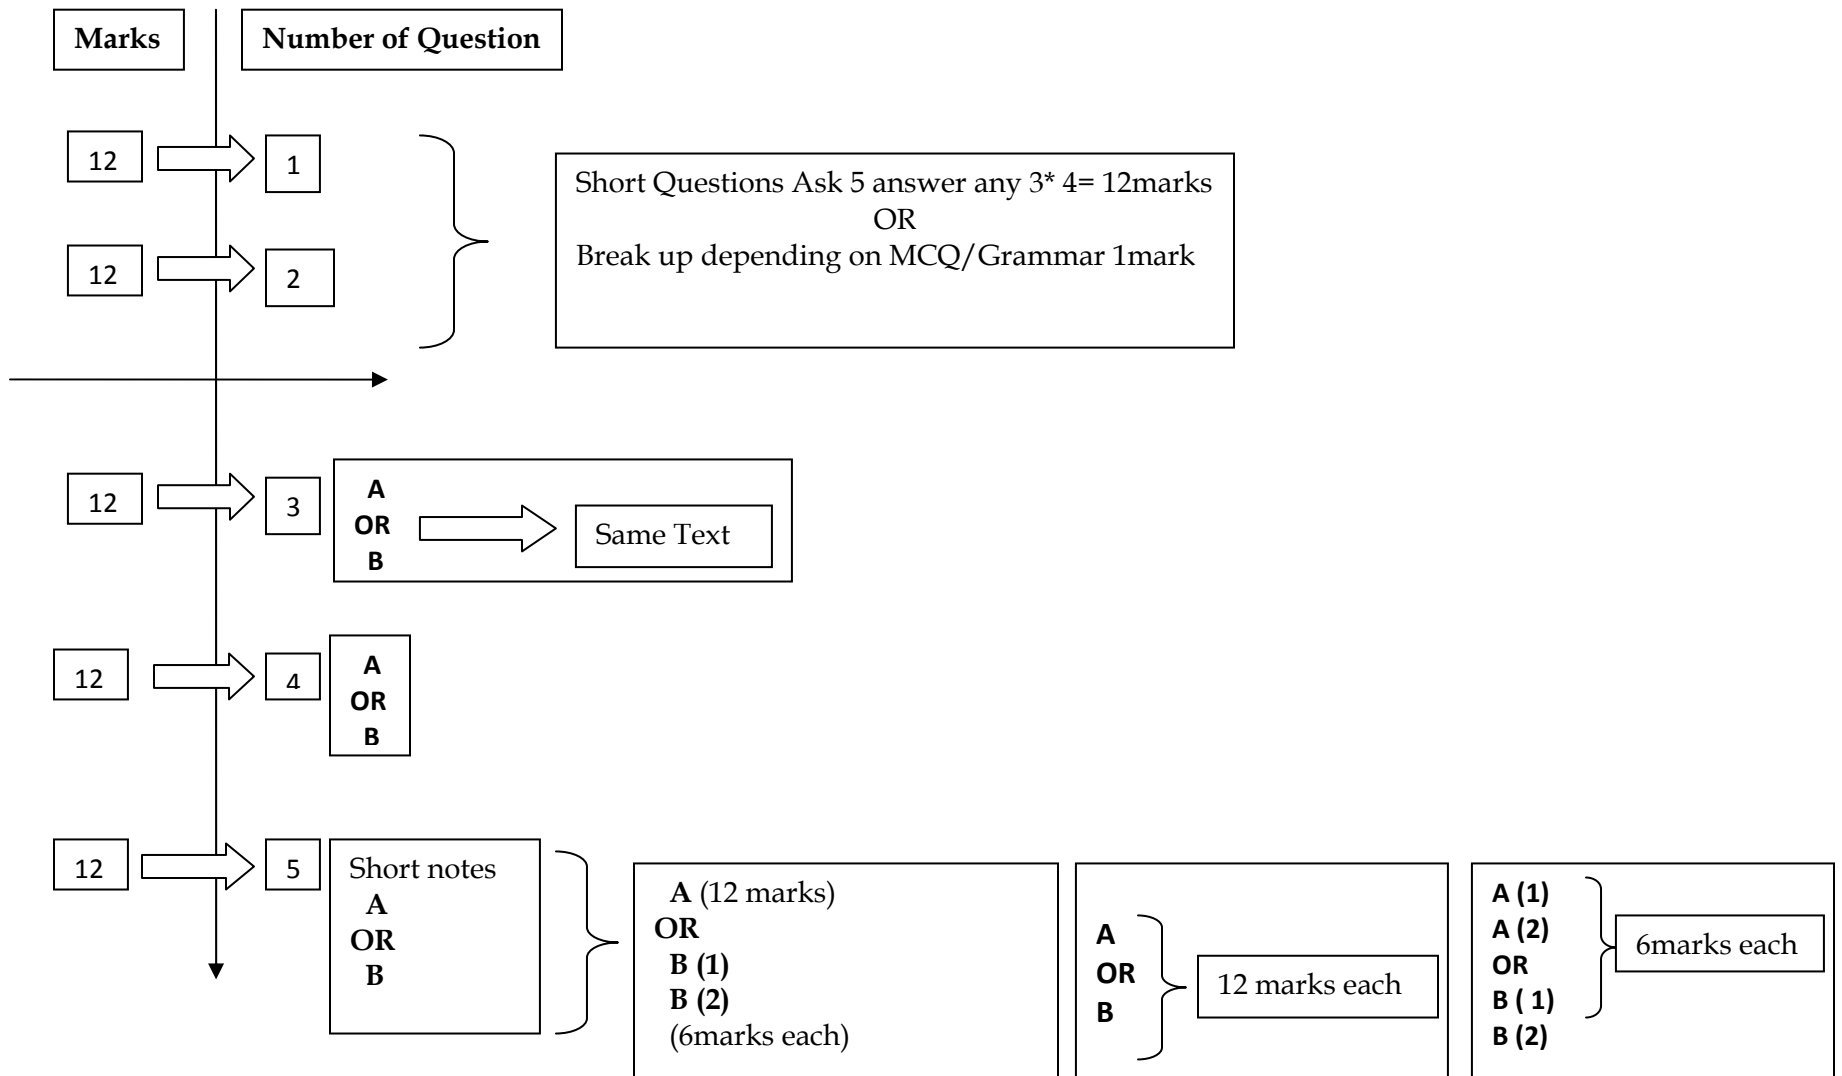 Marks
Number of Question
12
1
12
2
Short Questions Ask 5 answer any 3* 4= 12marks
OR
Break up depending on MCQ/Grammar 1mark
12
3
A
OR
B
Same Text
12
4
A
OR
B
12
5
Short notes
A
OR
B
A (12 marks)
OR
B (1)
B (2)
(6marks each)
A
OR
B
12 marks each
A (1)
A (2)
OR
B ( 1)
B (2)
6marks each